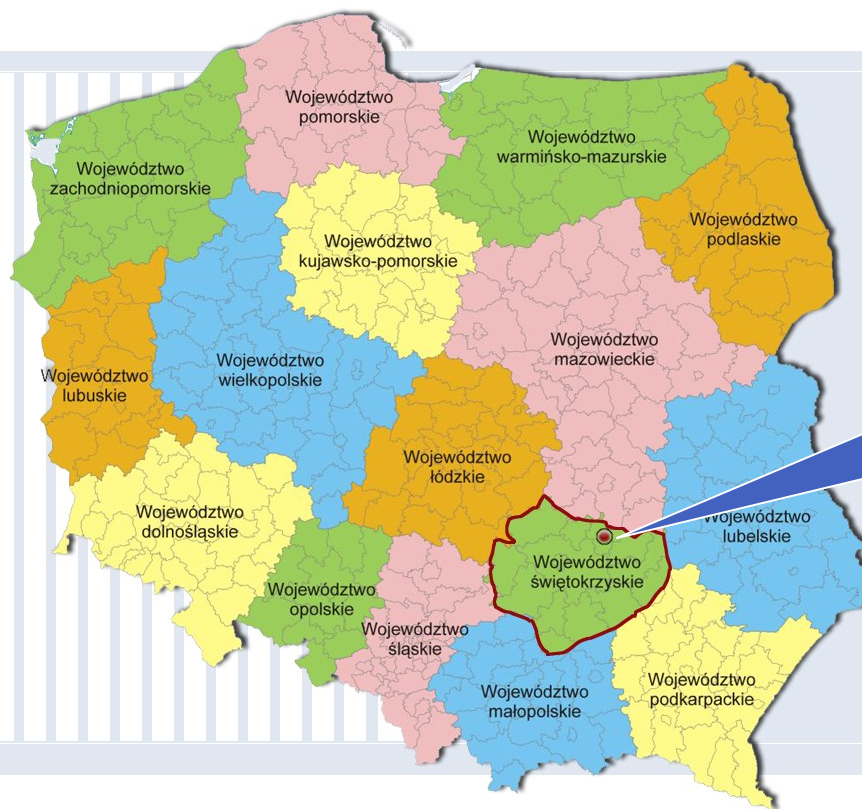 Województwo
pomorskie
Województwo
warmińsko-mazurskie
Województwo
zachodniopomorskie
Województwo
podlaskie
Województwo
kujawsko-pomorskie
Województwo
mazowieckie
Województwo
wielkopolskie
Województwo
lubuskie
Województwo
łódzkie
Województwo
dolnośląskie
Województwo
lubelskie
Województwo
świętokrzyskie
Województwo
opolskie
Województwo
śląskie
Województwo
podkarpackie
Województwo
małopolskie